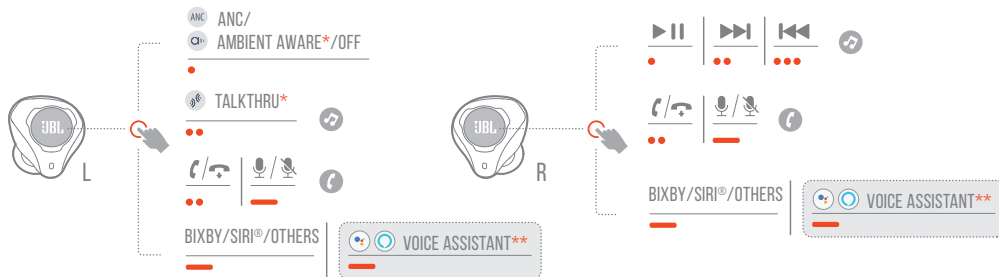 ANC ANC/
AMBIENT AWARE*/OFF
TALKTHRU*
JBL
L
BIXBY/SIRI®/OTHERS
VOICE ASSISTANT**
JBL
R
BIXBY/SIRI®/OTHERS
VOICE ASSISTANT**